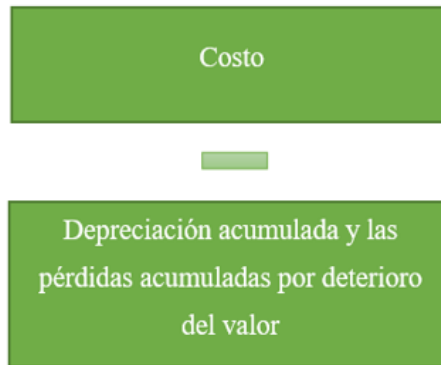 Costo
Depreciación acumulada y las
pérdidas acumuladas por deterioro
del valor